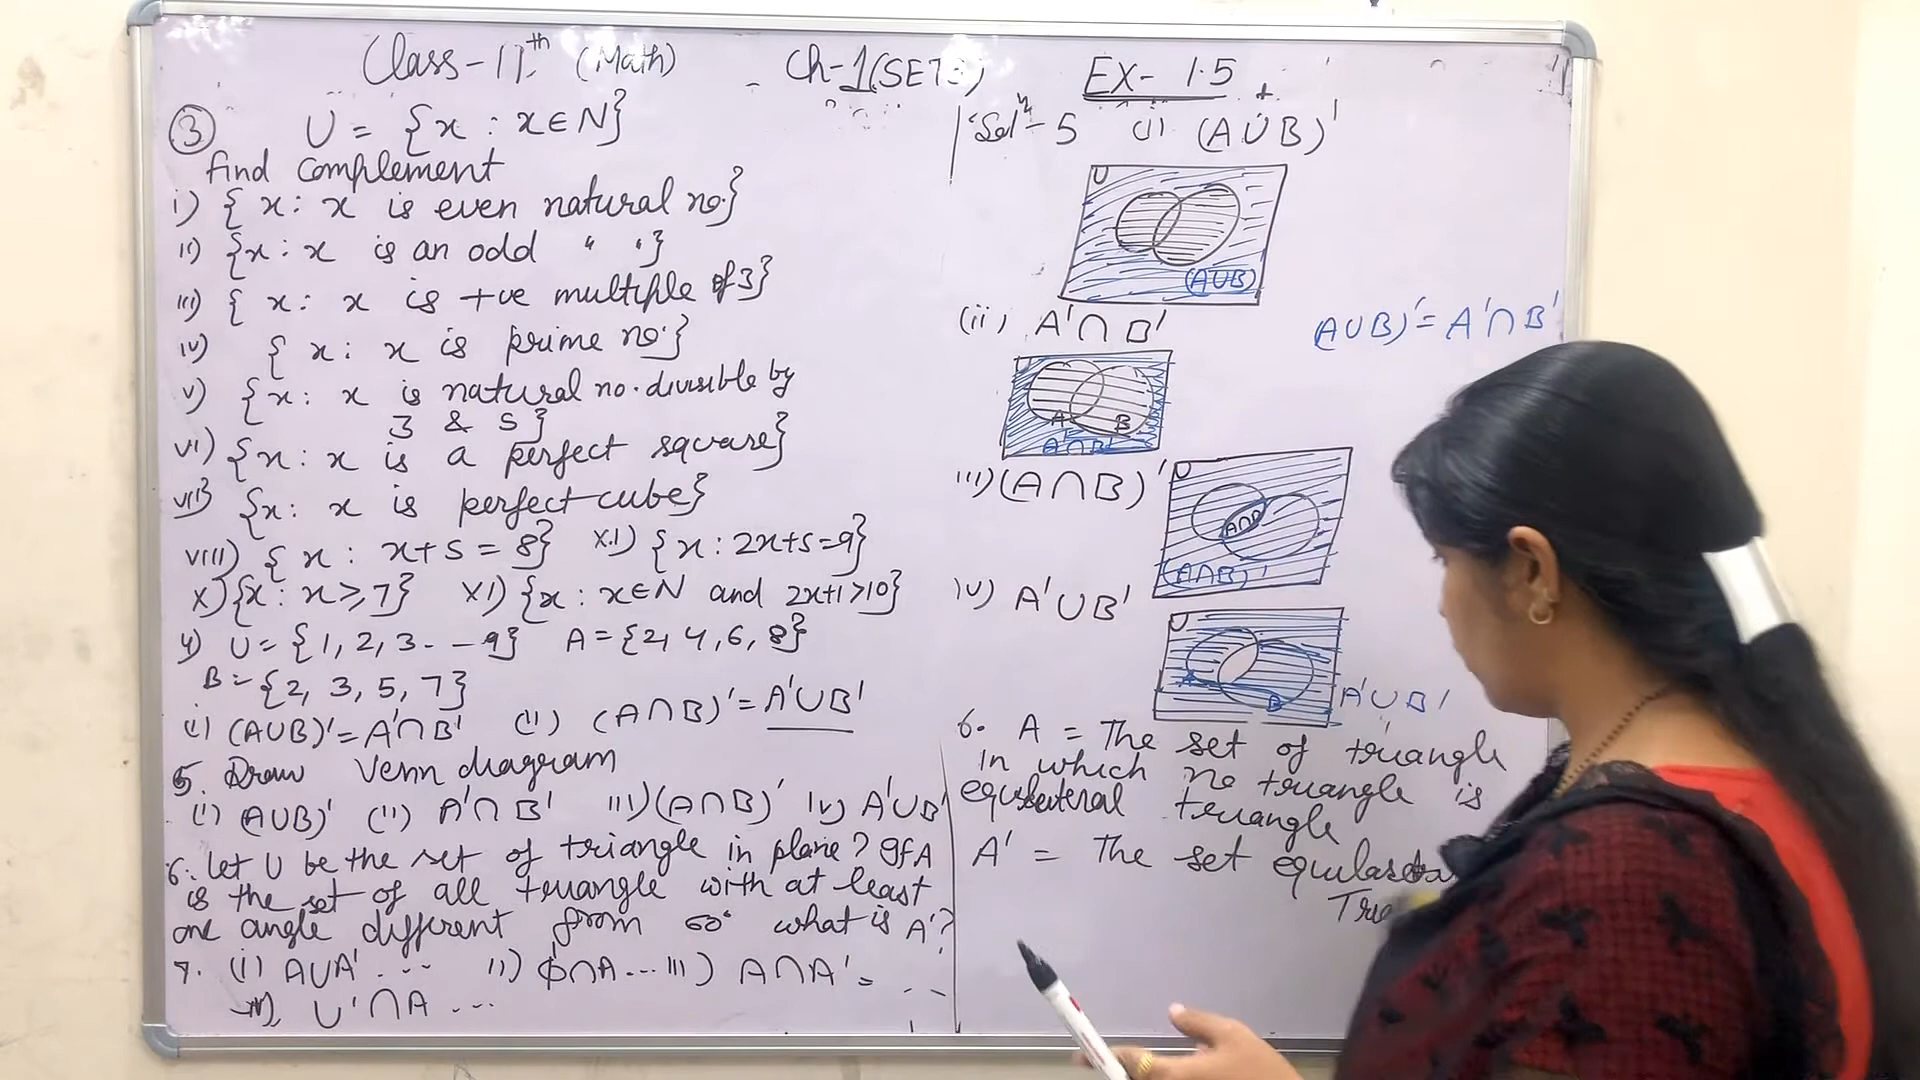 Class-11th (Math) Ch-1(SETS) EX- 1.5
③ U = {x : x∈N}
find complement
i) {x: x is even natural no.}
ii) {x: x is an odd " "}
iii) { x: x is +ve multiple of 3}
iv) { x: x is prime no.}
v) {x: x is natural no. divisible by
3 & 5}
vi) {x: x is a perfect square}
vii) {x: x is perfect cube}
viii) { x : x+5 = 8} xi) {x : 2x+5=9}
x) {x: x≥7} xi) {x : x∈N and 2x+1>10}
4) U = {1, 2, 3 - - 9} A = {2, 4, 6, 8}
B = {2, 3, 5, 7}
(i) (A∪B)' = A'∩B' (ii) (A∩B)' = A'∪B'
5. Draw Venn diagram
(i) (A∪B)' (ii) A'∩B' iii) (A∩B)' iv) A'∪B'
6. Let U be the set of triangle in plane? If A
is the set of all triangle with at least
one angle different from 60° what is A'?
7. (i) A∪A' ... ii) ϕ∩A ... iii) A∩A' = ...
iv), U'∩A ...
Solⁿ - 5 (i) (A∪B)'
U
(A∪B)
(ii) A'∩B'
(A∪B)' = A'∩B'
U
A B
A'∩B'
iii) (A∩B)'
U
A∩B
(A∩B)'
iv) A'∪B'
U
A B
A'∪B'
6. A = The set of triangle
in which no triangle is
triangle
A' = The set